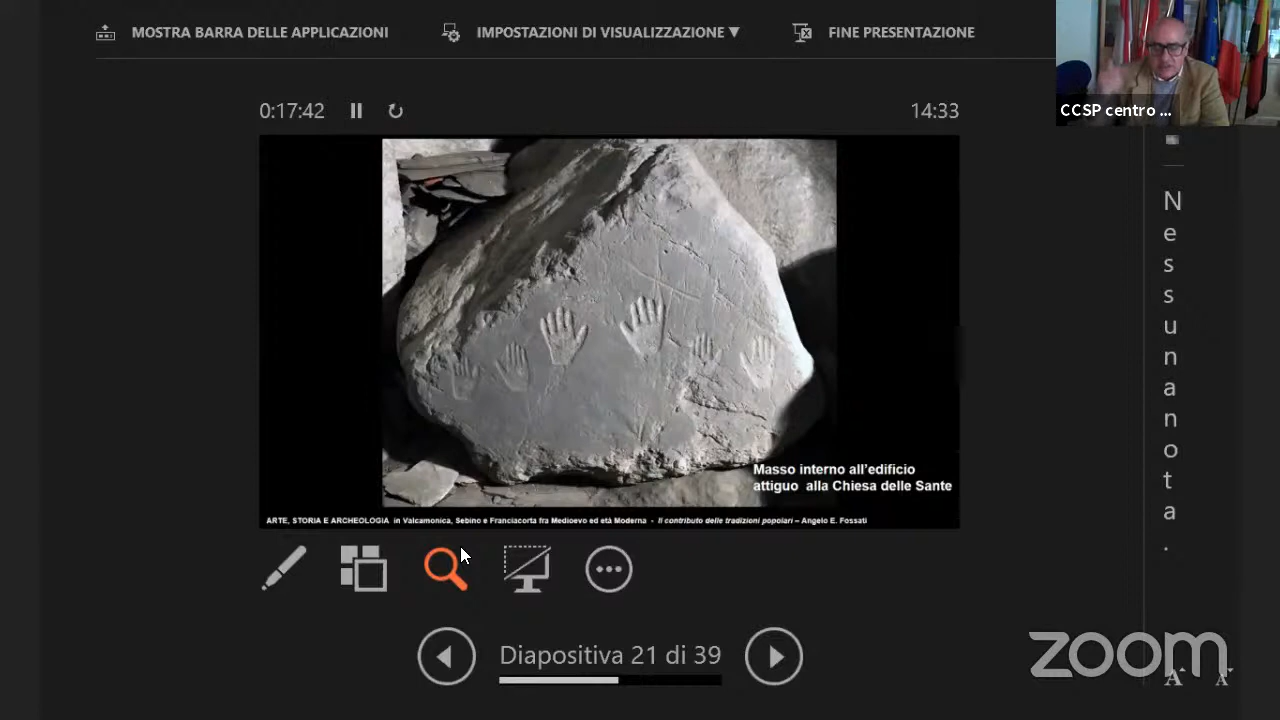 MOSTRA BARRA DELLE APPLICAZIONI
IMPOSTAZIONI DI VISUALIZZAZIONE ▼
FINE PRESENTAZIONE
CCSP centro ...
0:17:42
14:33
Masso interno all'edificio
attiguo alla Chiesa delle Sante
ARTE, STORIA E ARCHEOLOGIA in Valcamonica, Sebino e Franciacorta fra Medioevo ed età Moderna - Il contributo delle tradizioni popolari – Angelo E. Fossati
Nessuna nota.
Diapositiva 21 di 39
zoom
A A